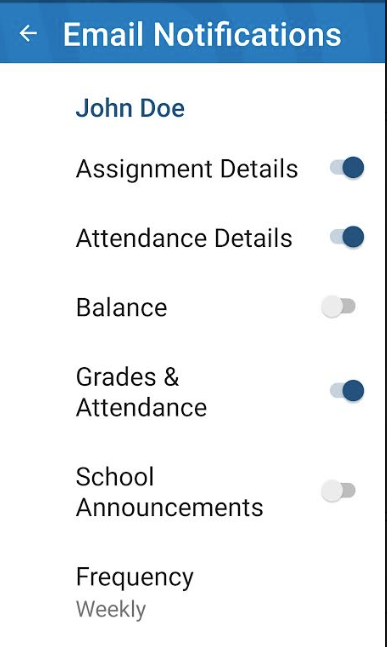 Email Notifications
John Doe
Assignment Details
Attendance Details
Balance
Grades &
Attendance
School
Announcements
Frequency
Weekly